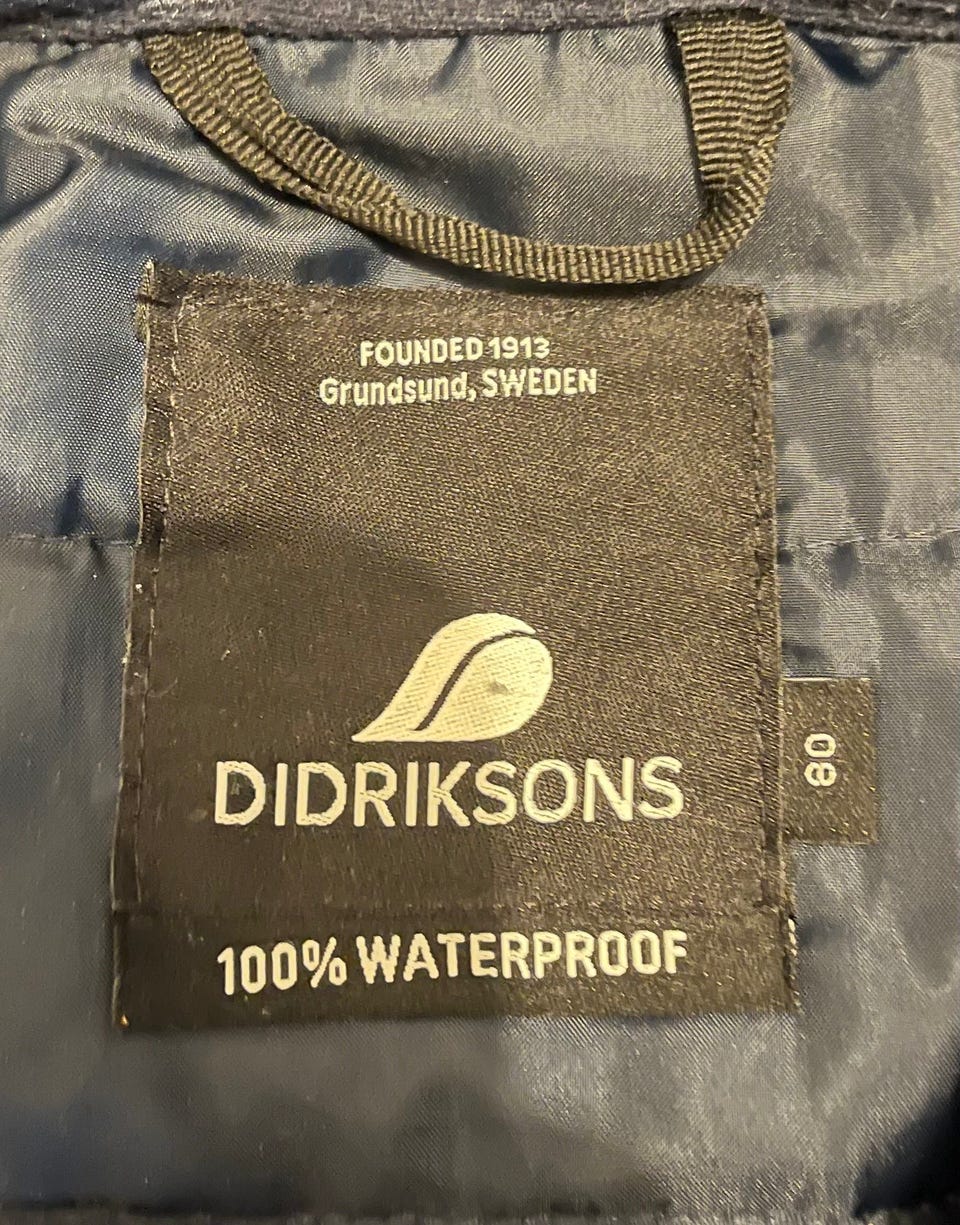 FOUNDED 1913
Grundsund, SWEDEN
DIDRIKSONS
80
100% WATERPROOF